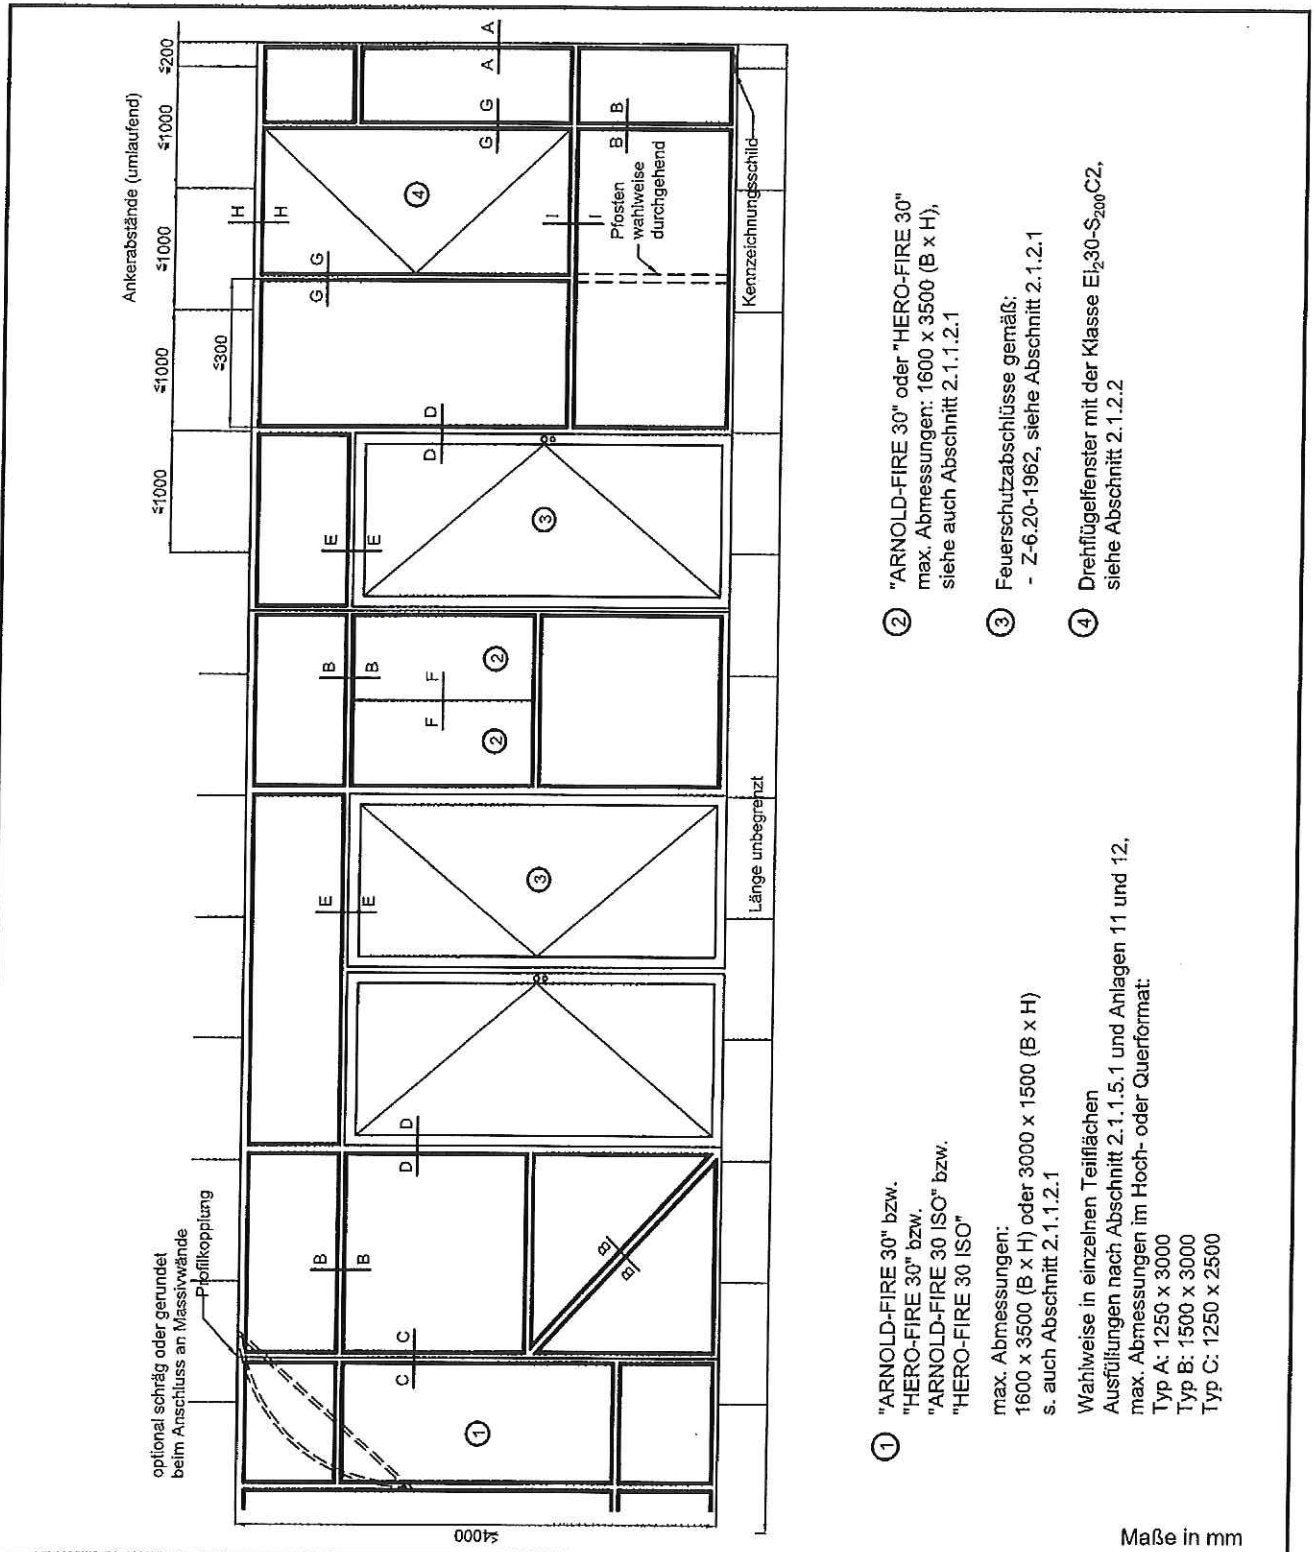 optional schräg oder gerundet
beim Anschluss an Massivwände
Profilkopplung
Ankerabstände (umlaufend)
≤1000
≤1000
≤1000
≤1000
≤200
≤300
≤4000
H
H
G
G
G
G
A
A
B
B
I
I
Pfosten
wahlweise
durchgehend
D
D
E
E
B
B
F
F
E
E
D
D
B
B
C
C
B
B
1
2
2
3
3
4
Länge unbegrenzt
Kennzeichnungsschild
1 "ARNOLD-FIRE 30" bzw.
"HERO-FIRE 30" bzw.
"ARNOLD-FIRE 30 ISO" bzw.
"HERO-FIRE 30 ISO"
max. Abmessungen:
1600 x 3500 (B x H) oder 3000 x 1500 (B x H)
s. auch Abschnitt 2.1.1.2.1
Wahlweise in einzelnen Teilflächen
Ausfüllungen nach Abschnitt 2.1.1.5.1 und Anlagen 11 und 12,
max. Abmessungen im Hoch- oder Querformat:
Typ A: 1250 x 3000
Typ B: 1500 x 3000
Typ C: 1250 x 2500
2 "ARNOLD-FIRE 30" oder "HERO-FIRE 30"
max. Abmessungen: 1600 x 3500 (B x H),
siehe auch Abschnitt 2.1.1.2.1
3 Feuerschutzabschlüsse gemäß:
- Z-6.20-1962, siehe Abschnitt 2.1.2.1
4 Drehflügelfenster mit der Klasse EI₂30-S₂₀₀C2,
siehe Abschnitt 2.1.2.2
Maße in mm